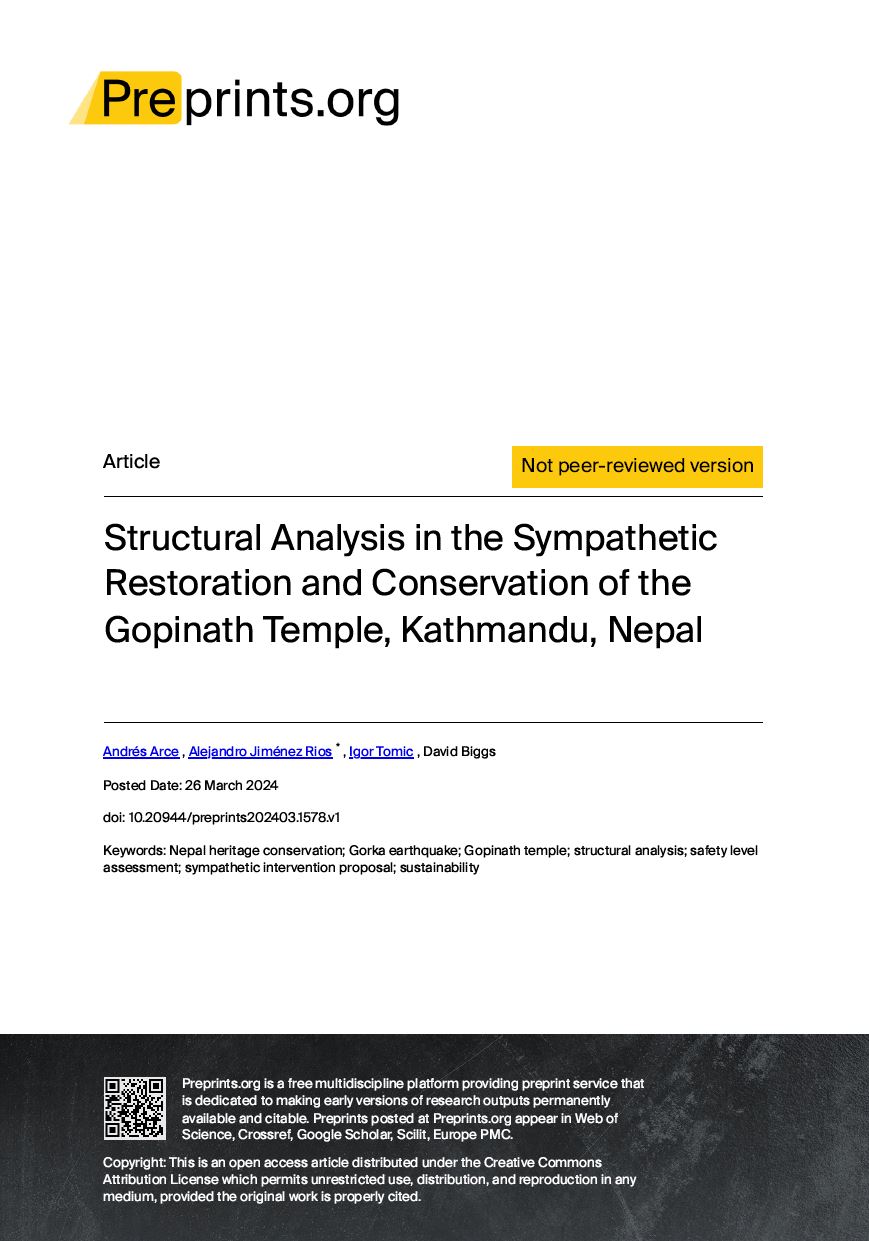 Preprints.org
Article
Not peer-reviewed version
Structural Analysis in the Sympathetic
Restoration and Conservation of the
Gopinath Temple, Kathmandu, Nepal
Andrés Arce , Alejandro Jiménez Rios * , Igor Tomic , David Biggs
Posted Date: 26 March 2024
doi: 10.20944/preprints202403.1578.v1
Keywords: Nepal heritage conservation; Gorka earthquake; Gopinath temple; structural analysis; safety level
assessment; sympathetic intervention proposal; sustainability
Preprints.org is a free multidiscipline platform providing preprint service that
is dedicated to making early versions of research outputs permanently
available and citable. Preprints posted at Preprints.org appear in Web of
Science, Crossref, Google Scholar, Scilit, Europe PMC.
Copyright: This is an open access article distributed under the Creative Commons
Attribution License which permits unrestricted use, distribution, and reproduction in any
medium, provided the original work is properly cited.